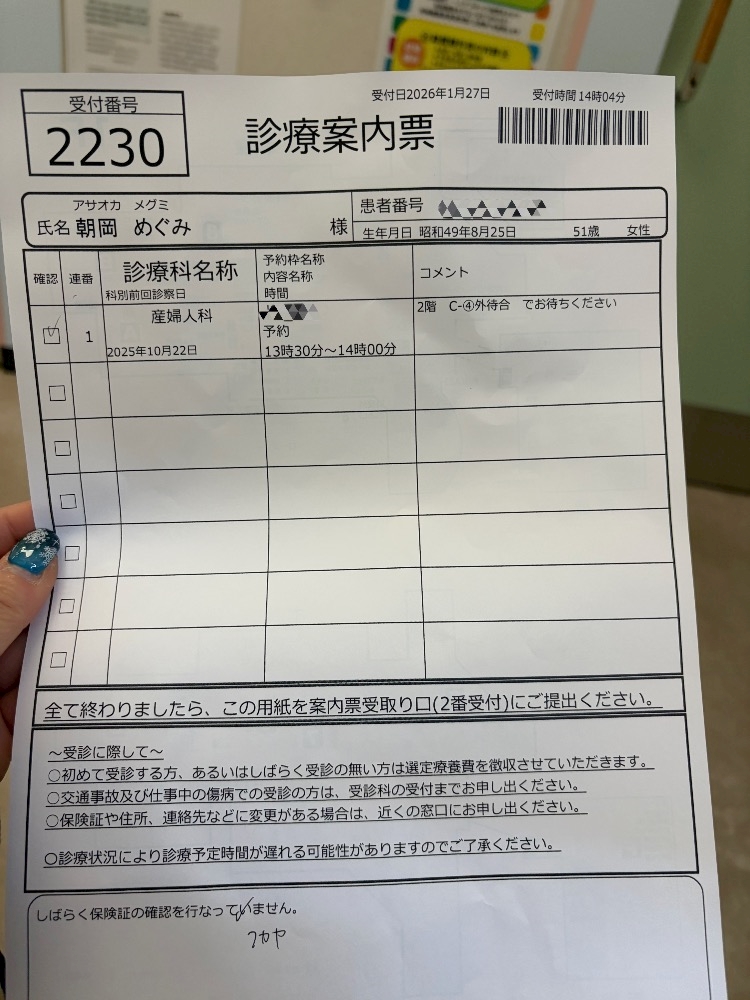 受付番号
2230
診療案内票
受付日2026年1月27日
受付時間 14時04分
アサオカ メグミ
氏名 朝岡 めぐみ 様
患者番号
生年月日 昭和49年8月25日 51歳 女性
確認
連番
診療科名称
科別前回診察日
予約枠名称
内容名称
時間
コメント
1
産婦人科
2025年10月22日
予約
13時30分～14時00分
2階 C-④外待合 でお待ちください
全て終わりましたら、この用紙を案内票受取り口(2番受付)にご提出ください。
～受診に際して～
○初めて受診する方、あるいはしばらく受診の無い方は選定療養費を徴収させていただきます。
○交通事故及び仕事中の傷病での受診の方は、受診科の受付までお申し出ください。
○保険証や住所、連絡先などに変更がある場合は、近くの窓口にお申し出ください。
○診療状況により診療予定時間が遅れる可能性がありますのでご了承ください。
しばらく保険証の確認を行なっていません。
フカヤ